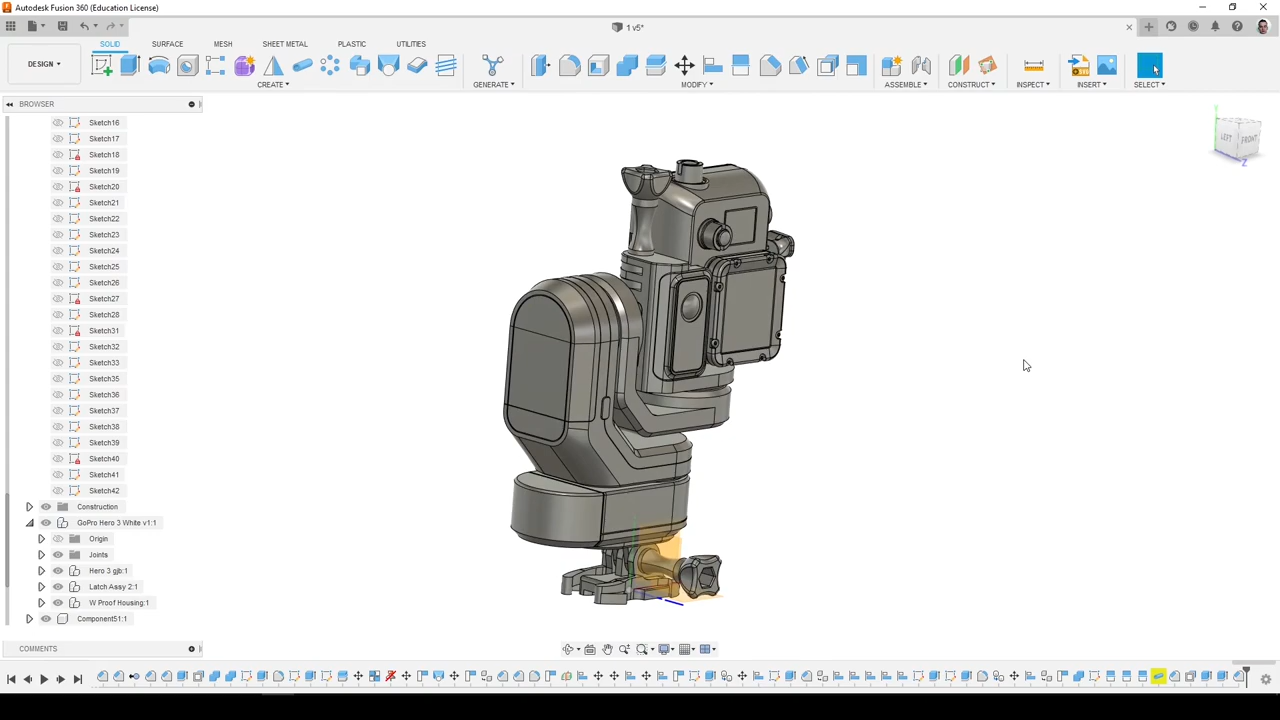 Autodesk Fusion 360 (Education License)
1 v5*
SOLID
SURFACE
MESH
SHEET METAL
PLASTIC
UTILITIES
DESIGN
CREATE
GENERATE
MODIFY
ASSEMBLE
CONSTRUCT
INSPECT
INSERT
SELECT
BROWSER
LEFT
FRONT
Y
Z
Sketch16
Sketch17
Sketch18
Sketch19
Sketch20
Sketch21
Sketch22
Sketch23
Sketch24
Sketch25
Sketch26
Sketch27
Sketch28
Sketch31
Sketch32
Sketch33
Sketch35
Sketch36
Sketch37
Sketch38
Sketch39
Sketch40
Sketch41
Sketch42
Construction
GoPro Hero 3 White v1:1
Origin
Joints
Hero 3 gjb:1
Latch Assy 2:1
W Proof Housing:1
Component51:1
COMMENTS